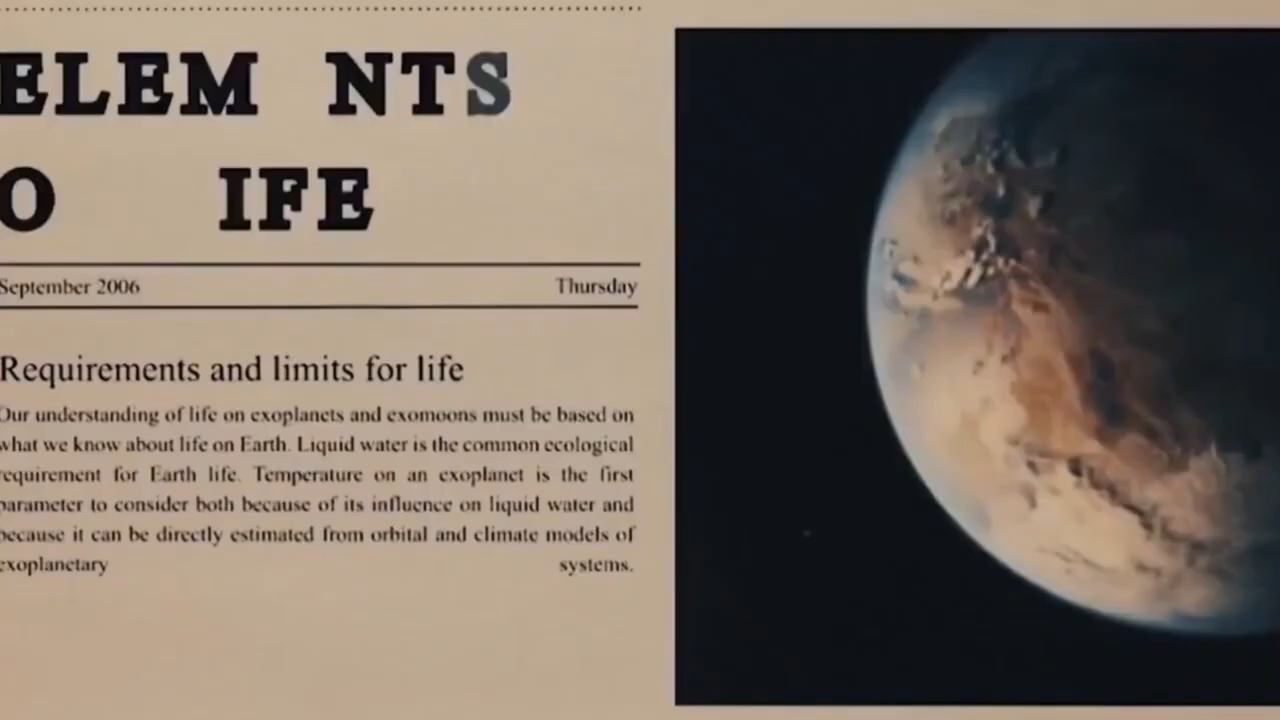 ELEM NTS
O IFE
September 2006 Thursday
Requirements and limits for life
Our understanding of life on exoplanets and exomoons must be based on
what we know about life on Earth. Liquid water is the common ecological
requirement for Earth life. Temperature on an exoplanet is the first
parameter to consider both because of its influence on liquid water and
because it can be directly estimated from orbital and climate models of
exoplanetary systems.